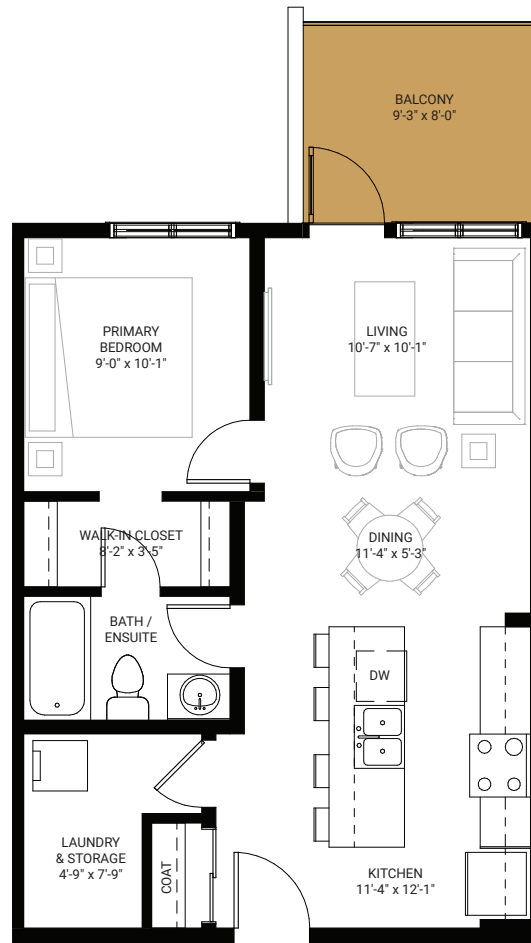 BALCONY
9'-3" x 8'-0"
PRIMARY
BEDROOM
9'-0" x 10'-1"
LIVING
10'-7" x 10'-1"
WALK-IN CLOSET
8'-2" x 3'-5"
DINING
11'-4" x 5'-3"
BATH /
ENSUITE
DW
LAUNDRY
& STORAGE
4'-9" x 7'-9"
COAT
KITCHEN
11'-4" x 12'-1"